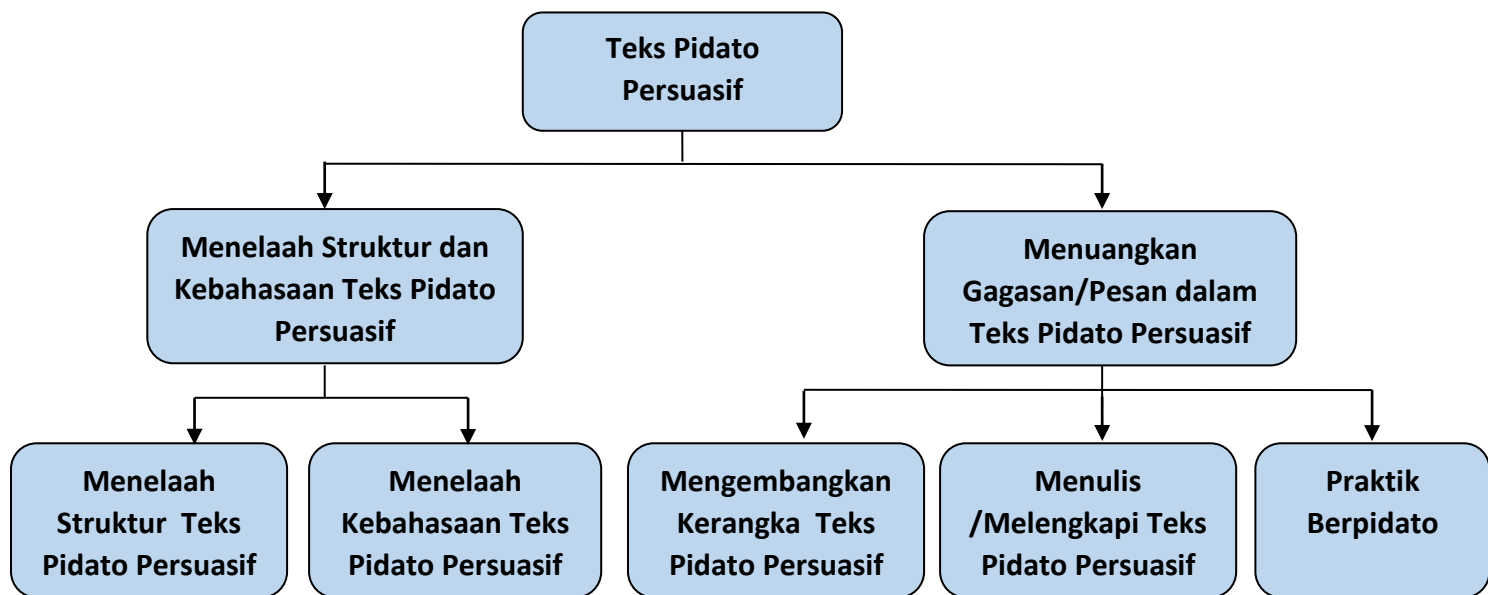 Teks Pidato
Persuasif
Menelaah Struktur dan
Kebahasaan Teks Pidato
Persuasif
Menuangkan
Gagasan/Pesan dalam
Teks Pidato Persuasif
Menelaah
Struktur Teks
Pidato Persuasif
Menelaah
Kebahasaan Teks
Pidato Persuasif
Mengembangkan
Kerangka Teks
Pidato Persuasif
Menulis
/Melengkapi Teks
Pidato Persuasif
Praktik
Berpidato